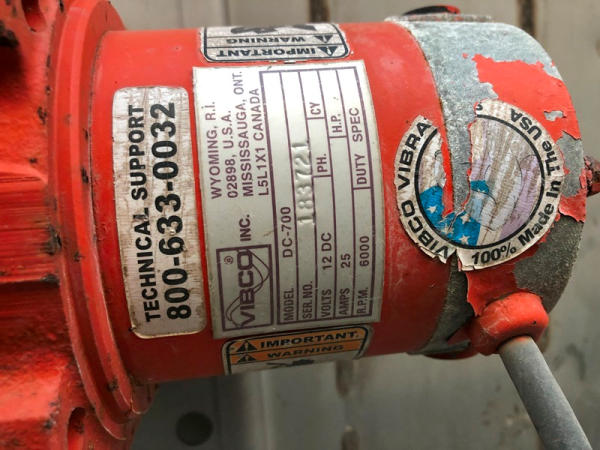 IMPORTANT
WARNING
TECHNICAL SUPPORT
800-633-0032
VIBCO® INC.
WYOMING, R.I.
02898, U.S.A.
MISSISSAUGA, ONT.
L5L1X1 CANADA
MODEL DC-700
SER.NO. 183721
VOLTS 12 DC PH. CY
AMPS 25 H.P.
R.P.M. 6000 DUTY SPEC
VIBCO VIBRA
100% Made In The USA
IMPORTANT
WARNING